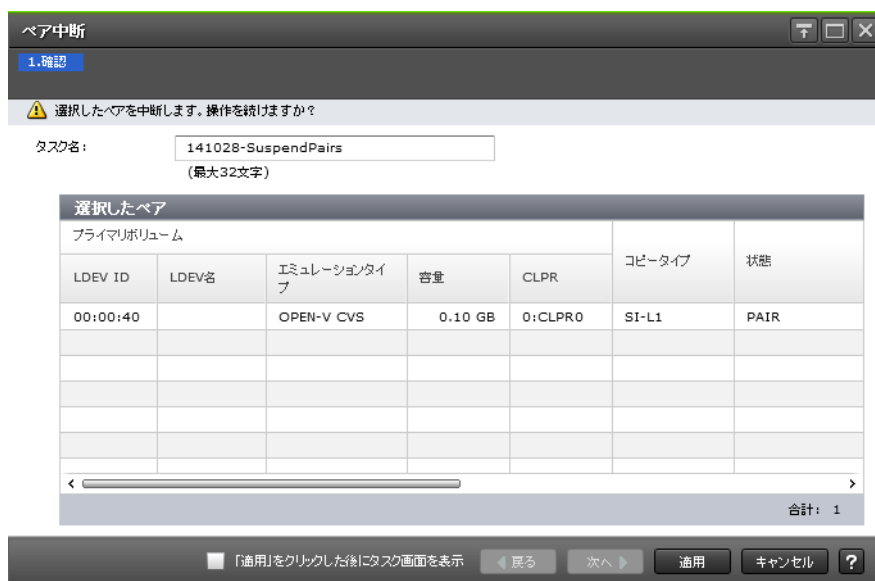 ペア中断
1.確認
選択したペアを中断します。操作を続けますか?
タスク名: 141028-SuspendPairs
(最大32文字)
選択したペア
プライマリボリューム コピータイプ 状態
LDEV ID LDEV名 エミュレーションタイプ 容量 CLPR
00:00:40 OPEN-V CVS 0.10 GB 0:CLPR0 SI-L1 PAIR
合計: 1
「適用」をクリックした後にタスク画面を表示 戻る 次へ 適用 キャンセル ?